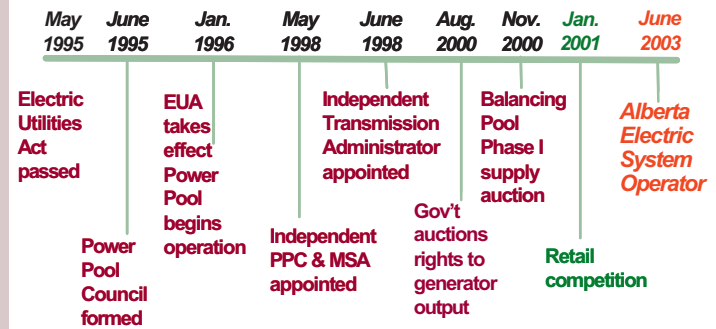 May June Jan. May June Aug. Nov. Jan. June
1995 1995 1996 1998 1998 2000 2000 2001 2003
Electric
Utilities
Act
passed
Power
Pool
Council
formed
EUA
takes
effect
Power
Pool
begins
operation
Independent
PPC & MSA
appointed
Independent
Transmission
Administrator
appointed
Gov't
auctions
rights to
generator
output
Balancing
Pool
Phase I
supply
auction
Retail
competition
Alberta
Electric
System
Operator